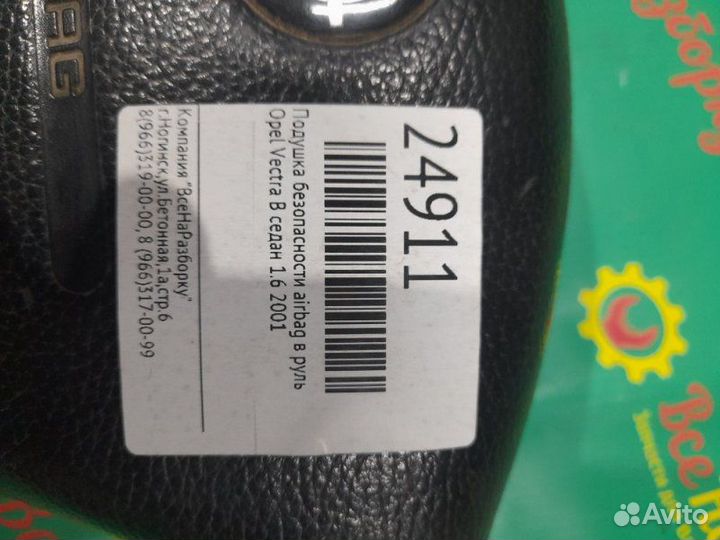 24911
Подушка безопасности airbag в руль
Opel Vectra B седан 1.6 2001
Компания "ВсеНаРазборку"
г.Ногинск,ул.Бетонная,1а,стр.6
8(966)319-00-00, 8 (966)317-00-99
Все
Avito